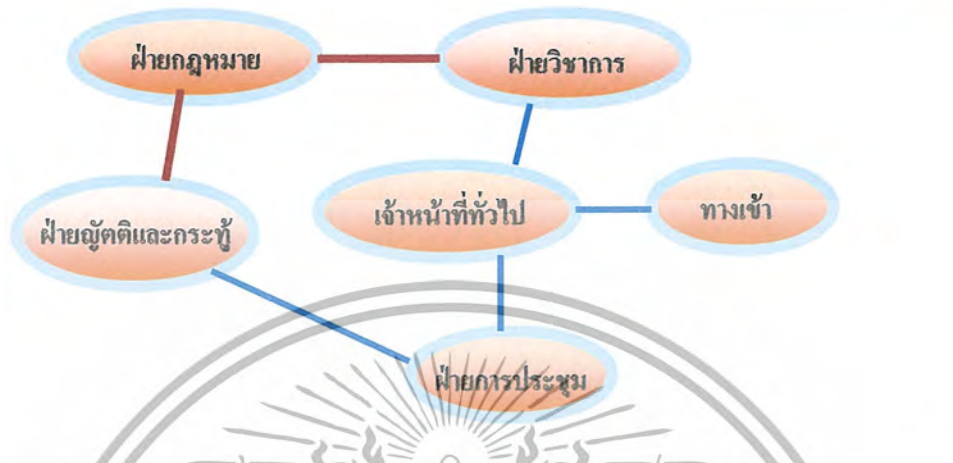 ฝ่ายกฎหมาย
ฝ่ายวิชาการ
เจ้าหน้าที่ทั่วไป
ทางเข้า
ฝ่ายญัตติและกระทู้
ฝ่ายการประชุม